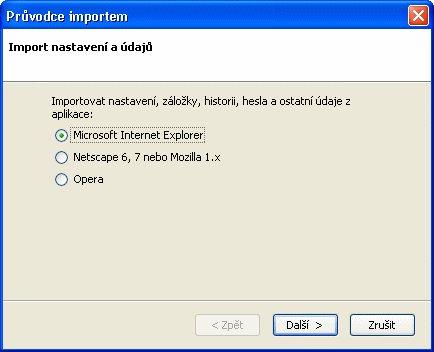 Průvodce importem
Import nastavení a údajů
Importovat nastavení, záložky, historii, hesla a ostatní údaje z
aplikace:
Microsoft Internet Explorer
Netscape 6, 7 nebo Mozilla 1.x
Opera
< Zpět
Další >
Zrušit